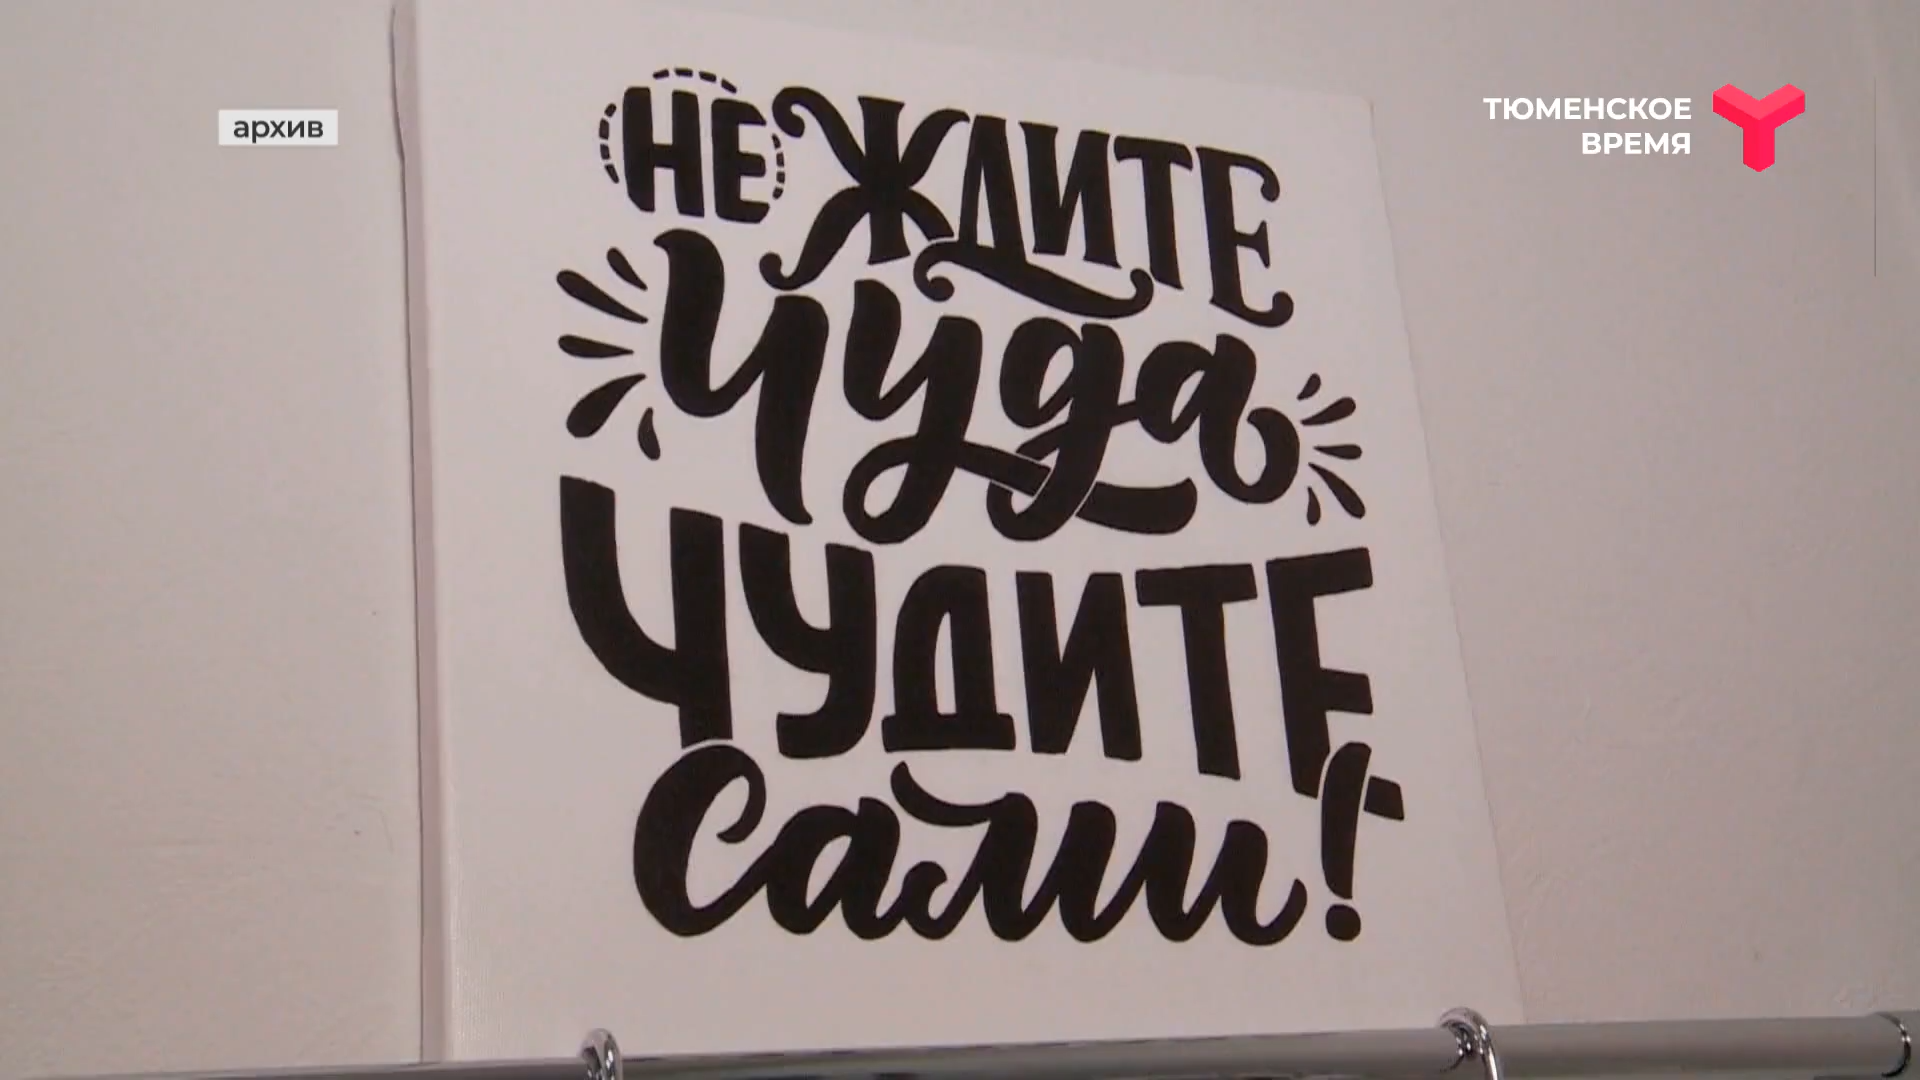 архив
ТЮМЕНСКОЕ
ВРЕМЯ
НЕ ЖДИТЕ
Чуда
ЧУДИТЕ
Сами!